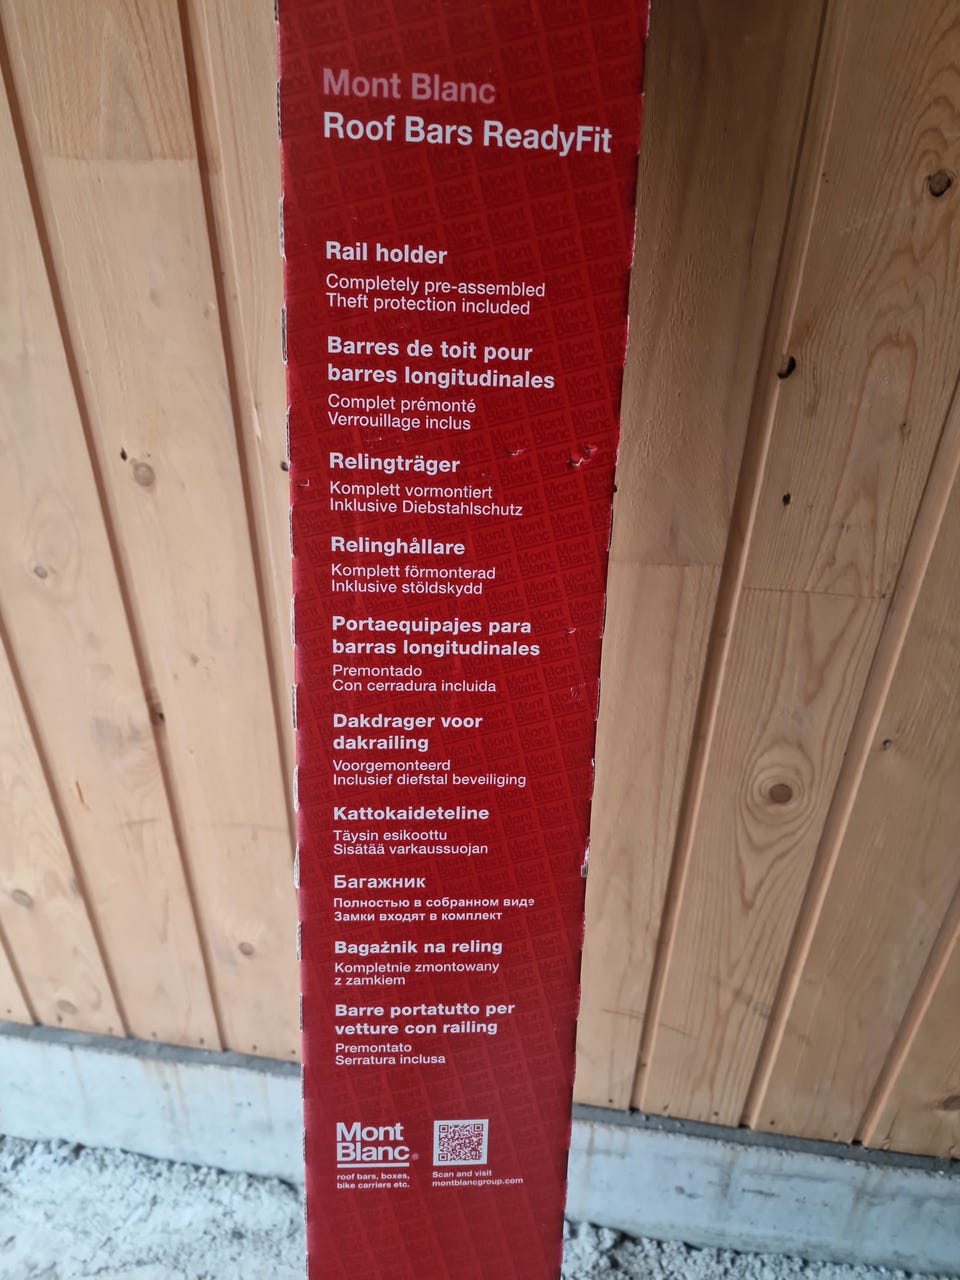 Mont Blanc
Roof Bars ReadyFit
Rail holder
Completely pre-assembled
Theft protection included
Barres de toit pour
barres longitudinales
Complet prémonté
Verrouillage inclus
Relingträger
Komplett vormontiert
Inklusive Diebstahlschutz
Relinghållare
Komplett förmonterad
Inklusive stöldskydd
Portaequipajes para
barras longitudinales
Premontado
Con cerradura incluida
Dakdrager voor
dakrailing
Voorgemonteerd
Inclusief diefstal beveiliging
Kattokaideteline
Täysin esikoottu
Sisätää varkaussuojan
Багажник
Полностью в собранном виде
Замки входят в комплект
Bagażnik na reling
Kompletnie zmontowany
z zamkiem
Barre portatutto per
vetture con railing
Premontato
Serratura inclusa
Mont
Blanc®
roof bars, boxes,
bike carriers etc.
Scan and visit
montblancgroup.com